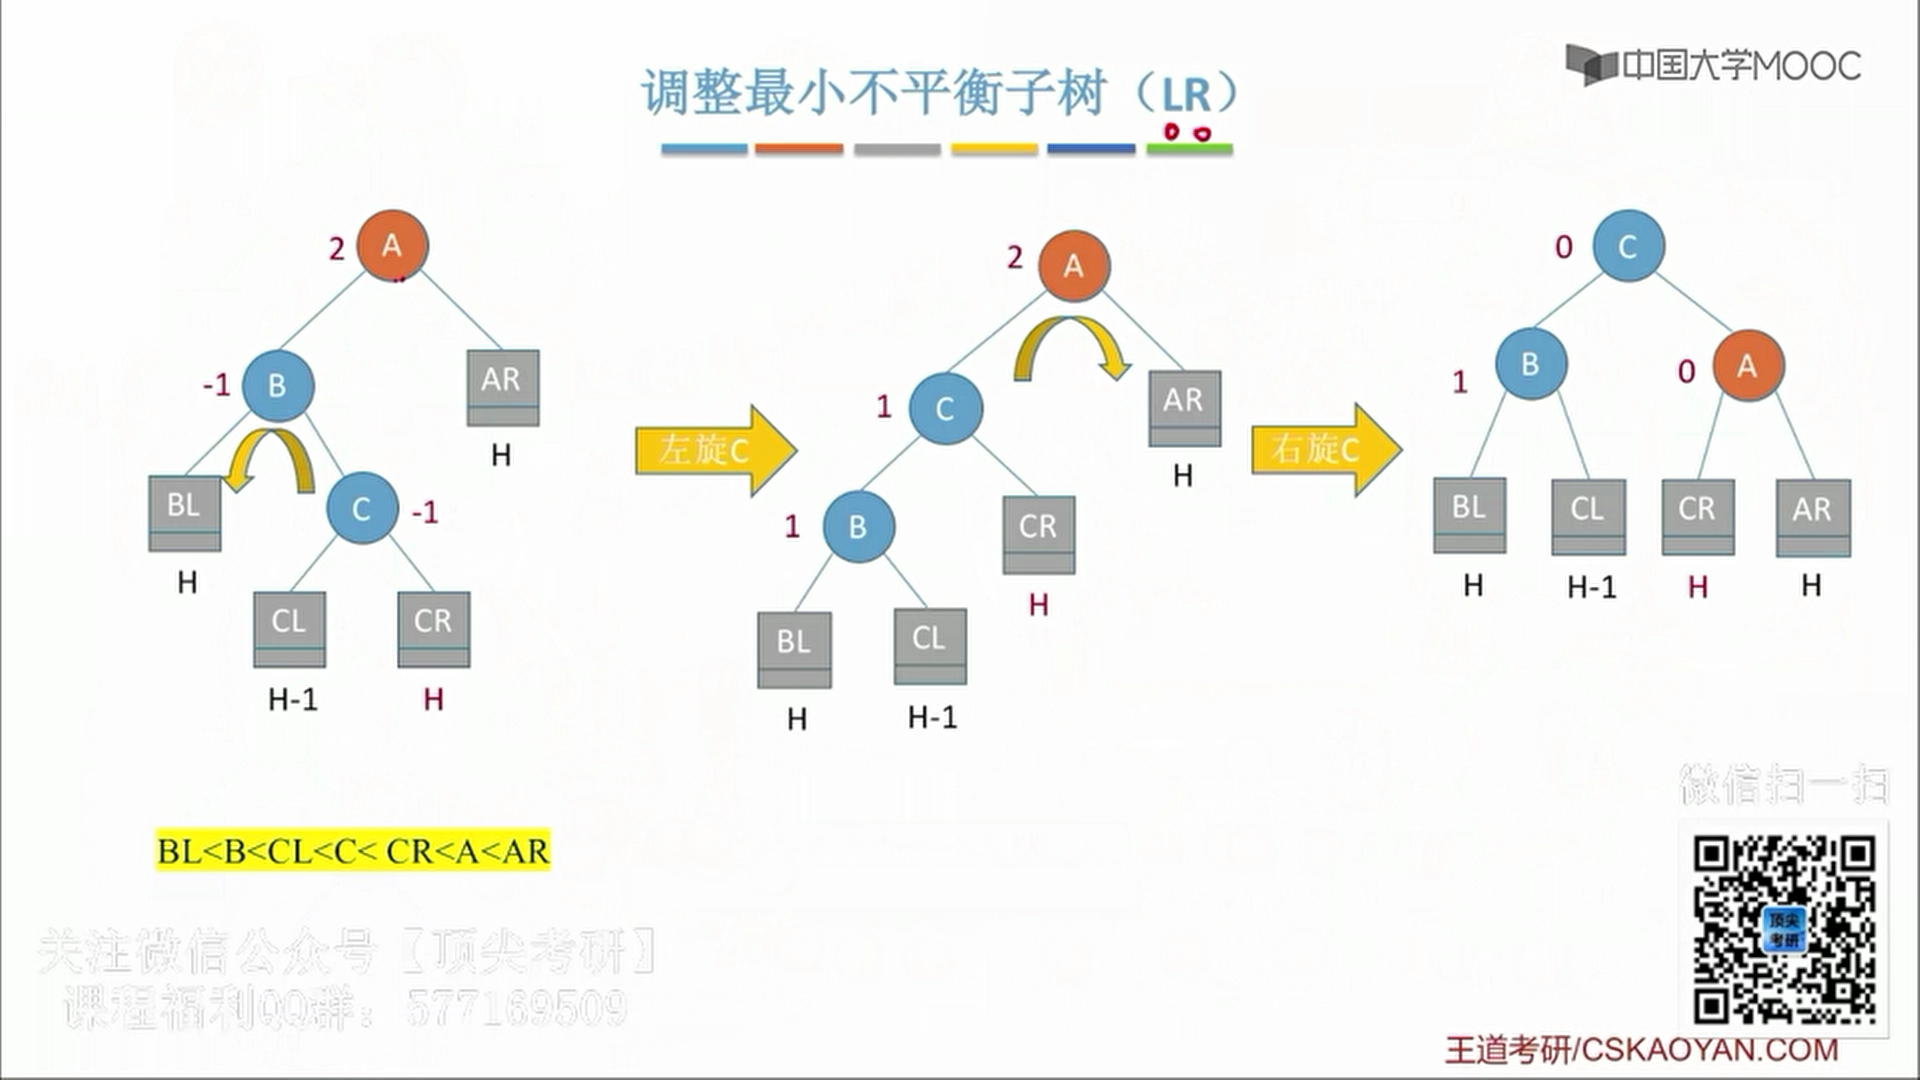 中国大学MOOC
调整最小不平衡子树（LR）
2 A
-1 B
AR
H
BL
H
C -1
CL
H-1
CR
H
左旋C
2 A
1 C
AR
H
1 B
CR
H
BL
H
CL
H-1
右旋C
0 C
1 B
0 A
BL
H
CL
H-1
CR
H
AR
H
BL<B<CL<C< CR<A<AR
微信扫一扫
顶尖
考研
关注微信公众号【顶尖考研】
课程福利QQ群：577169509
王道考研/CSKAOYAN.COM